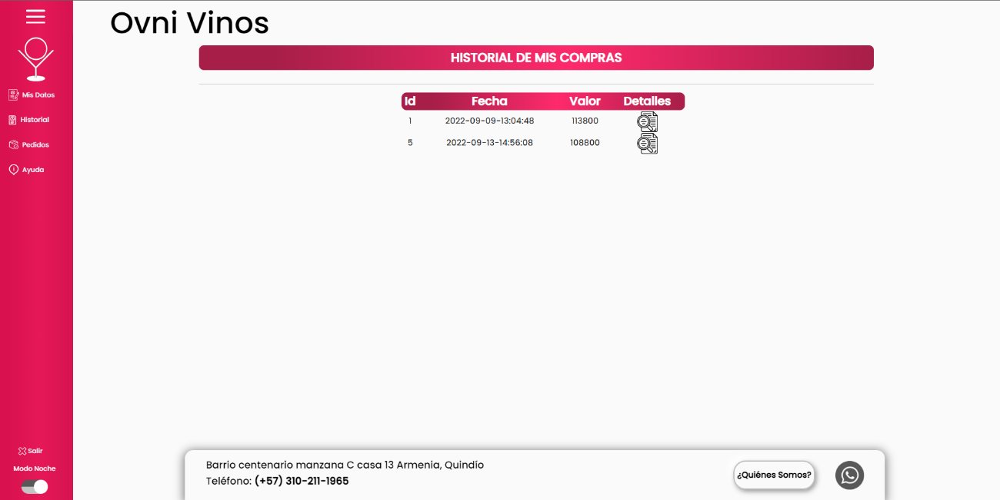 Ovni Vinos
HISTORIAL DE MIS COMPRAS
Mis Datos
Historial
Pedidos
Ayuda
Id Fecha Valor Detalles
1 2022-09-09-13:04:48 113800
5 2022-09-13-14:56:08 108800
Salir
Modo Noche
Barrio centenario manzana C casa 13 Armenia, Quindío
Teléfono: (+57) 310-211-1965
¿Quiénes Somos?